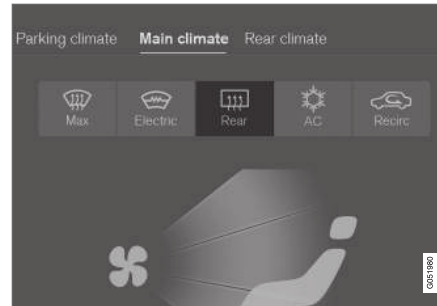 Parking climate Main climate Rear climate
Max Electric Rear AC Recirc
G051980